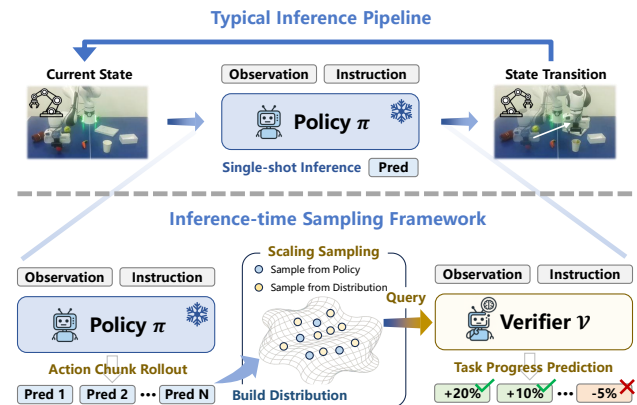 Typical Inference Pipeline
Current State
Observation
Instruction
State Transition
Policy π
Single-shot Inference
Pred
Inference-time Sampling Framework
Scaling Sampling
Sample from Policy
Sample from Distribution
Observation
Instruction
Policy π
Action Chunk Rollout
Pred 1
Pred 2
•••
Pred N
Build Distribution
Query
Observation
Instruction
Verifier 𝒱
Task Progress Prediction
+20%
+10%
•••
-5%